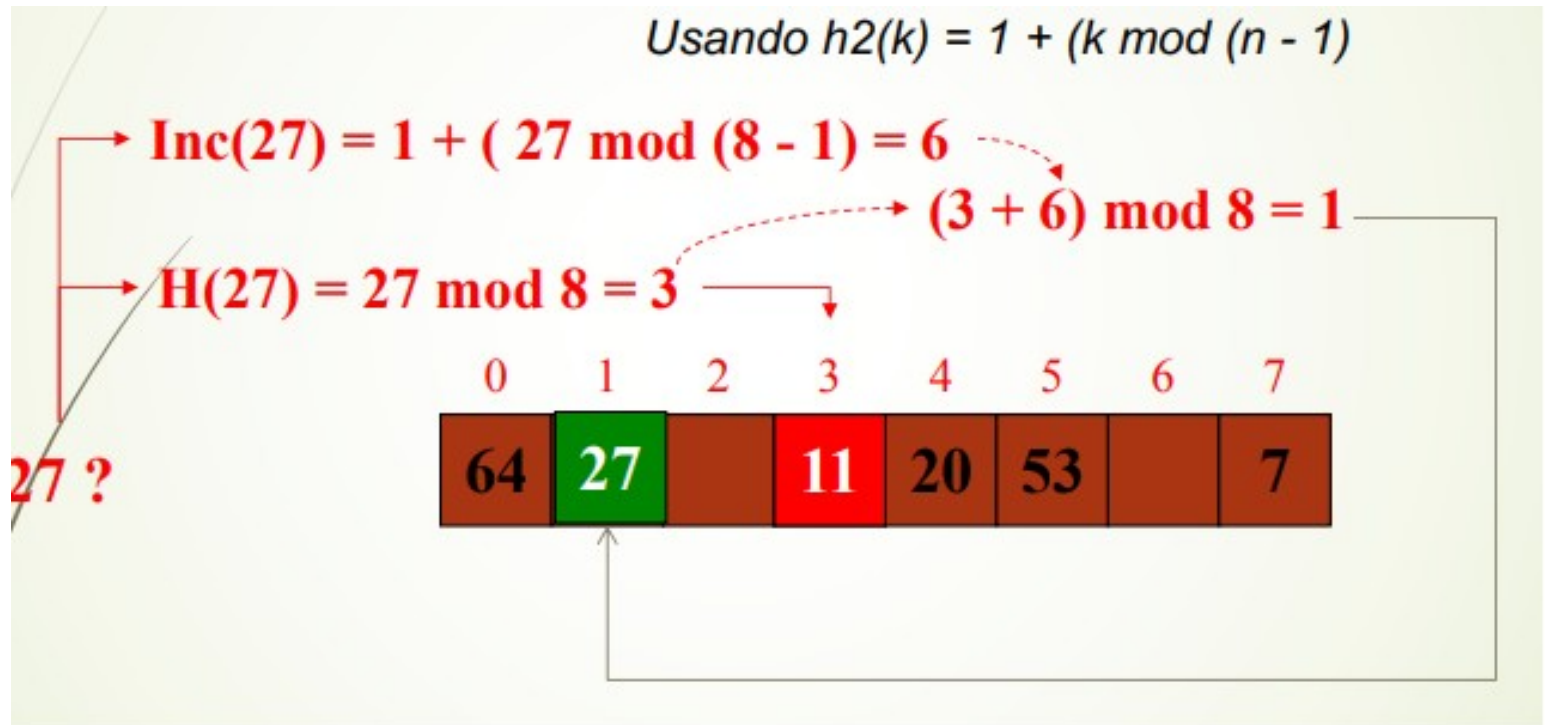 Usando h2(k) = 1 + (k mod (n - 1)
Inc(27) = 1 + ( 27 mod (8 - 1) = 6
(3 + 6) mod 8 = 1
H(27) = 27 mod 8 = 3
0 1 2 3 4 5 6 7
27 ?
64 27 11 20 53 7